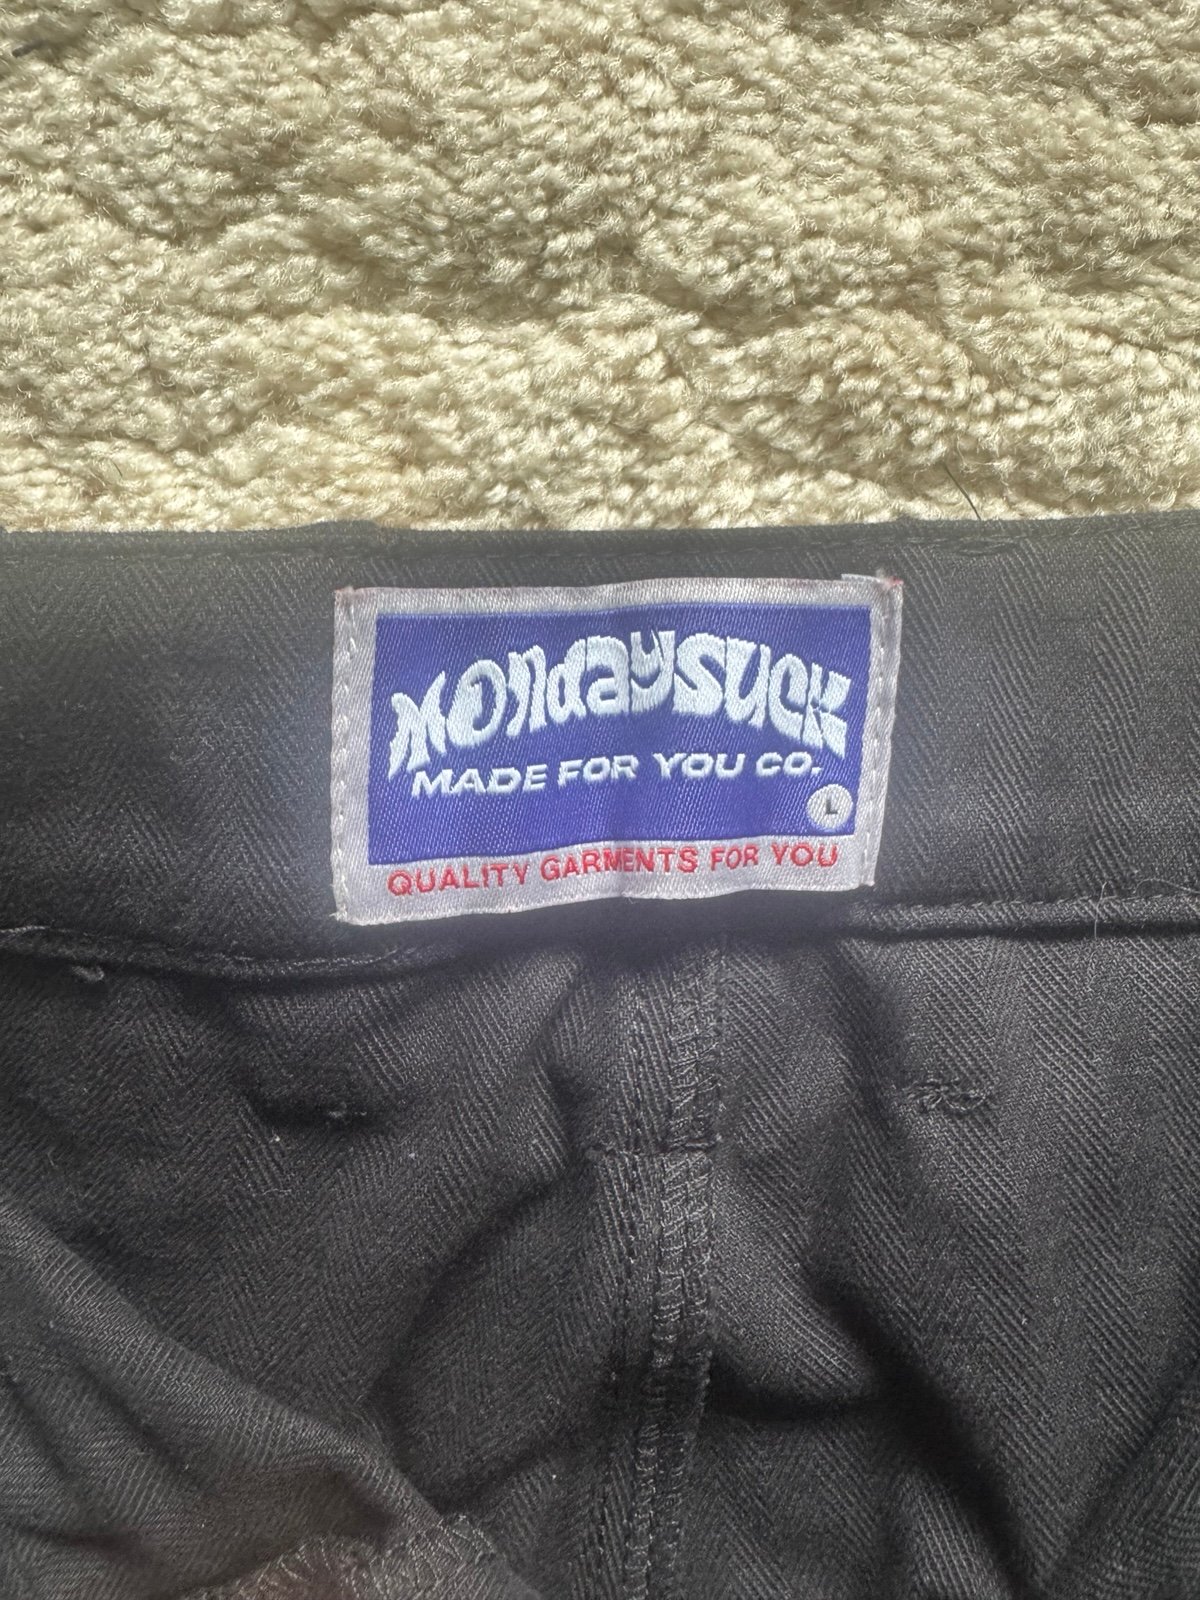 MONdaYSUCK
MADE FOR YOU CO.
L
QUALITY GARMENTS FOR YOU